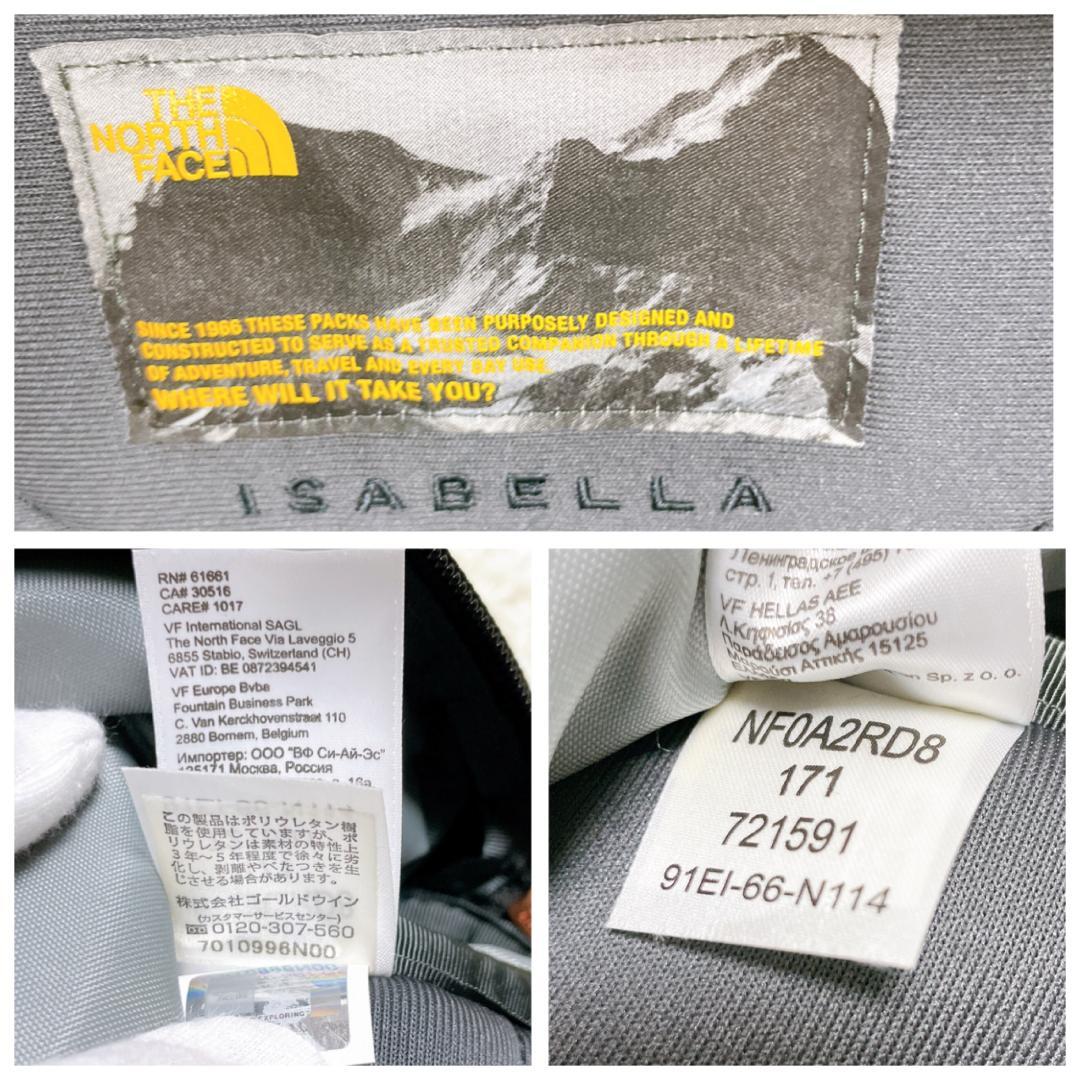 THE
NORTH
FACE
SINCE 1966 THESE PACKS HAVE BEEN PURPOSELY DESIGNED AND
CONSTRUCTED TO SERVE AS A TRUSTED COMPANION THROUGH A LIFETIME
OF ADVENTURE, TRAVEL AND EVERY DAY USE.
WHERE WILL IT TAKE YOU?
ISABELLA
RN# 61661
CA# 30516
CARE# 1017
VF International SAGL
The North Face Via Laveggio 5
6855 Stabio, Switzerland (CH)
VAT ID: BE 0872394541
VF Europe Bvba
Fountain Business Park
C. Van Kerckhovenstraat 110
2880 Bornem, Belgium
Импортер: ООО "ВФ Си-Ай-Эс"
125171 Москва, Россия
16a
この製品はポリウレタン樹
脂を使用していますが、ポ
リウレタンは素材の特性上
3年〜5年程度で徐々に劣
化し、剥離やべたつきを生
じさせる場合があります。
株式会社ゴールドウイン
(カスタマーサービスセンター)
0120-307-560
7010996N00
EXPLORING
Ленинградское
стр. 1, тел. +7 (495)
VF HELLAS AEE
Λ.Κηφισίας 38
Παράδεισος Αμαρουσίου
Μαρούσι Αττικής 15125
Sp. z o. o.
NF0A2RD8
171
721591
91EI-66-N114